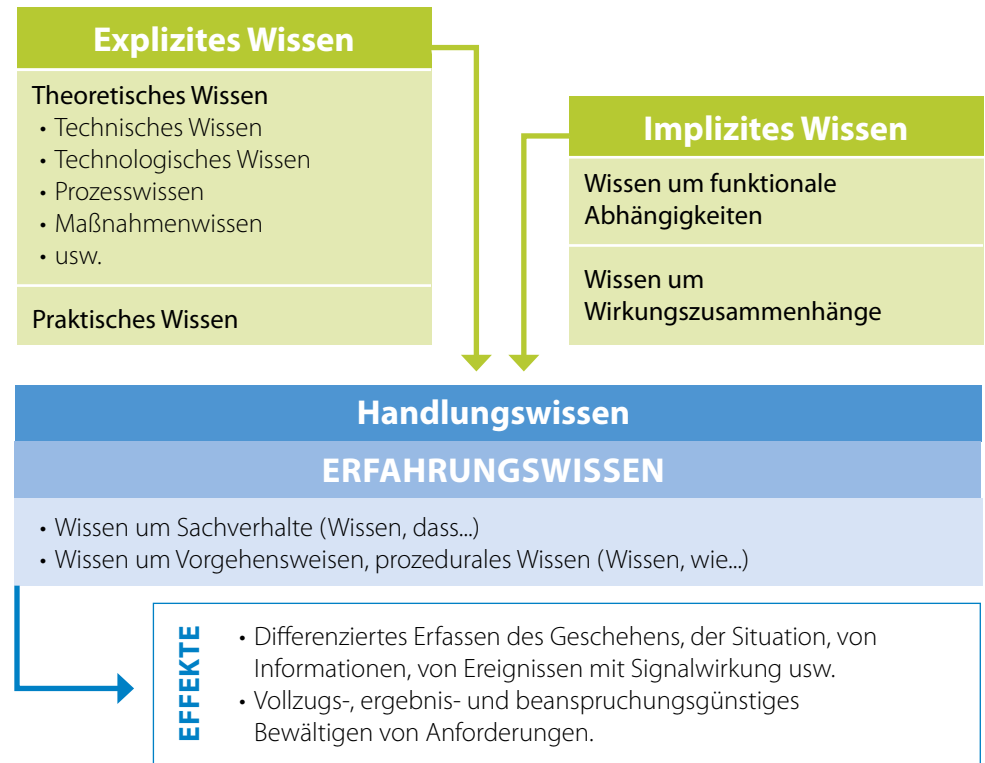 Explizites Wissen
Theoretisches Wissen
• Technisches Wissen
• Technologisches Wissen
• Prozesswissen
• Maßnahmenwissen
• usw.
Praktisches Wissen
Implizites Wissen
Wissen um funktionale
Abhängigkeiten
Wissen um
Wirkungszusammenhänge
Handlungswissen
ERFAHRUNGSWISSEN
• Wissen um Sachverhalte (Wissen, dass...)
• Wissen um Vorgehensweisen, prozedurales Wissen (Wissen, wie...)
EFFEKTE
• Differenziertes Erfassen des Geschehens, der Situation, von
Informationen, von Ereignissen mit Signalwirkung usw.
• Vollzugs-, ergebnis- und beanspruchungsgünstiges
Bewältigen von Anforderungen.